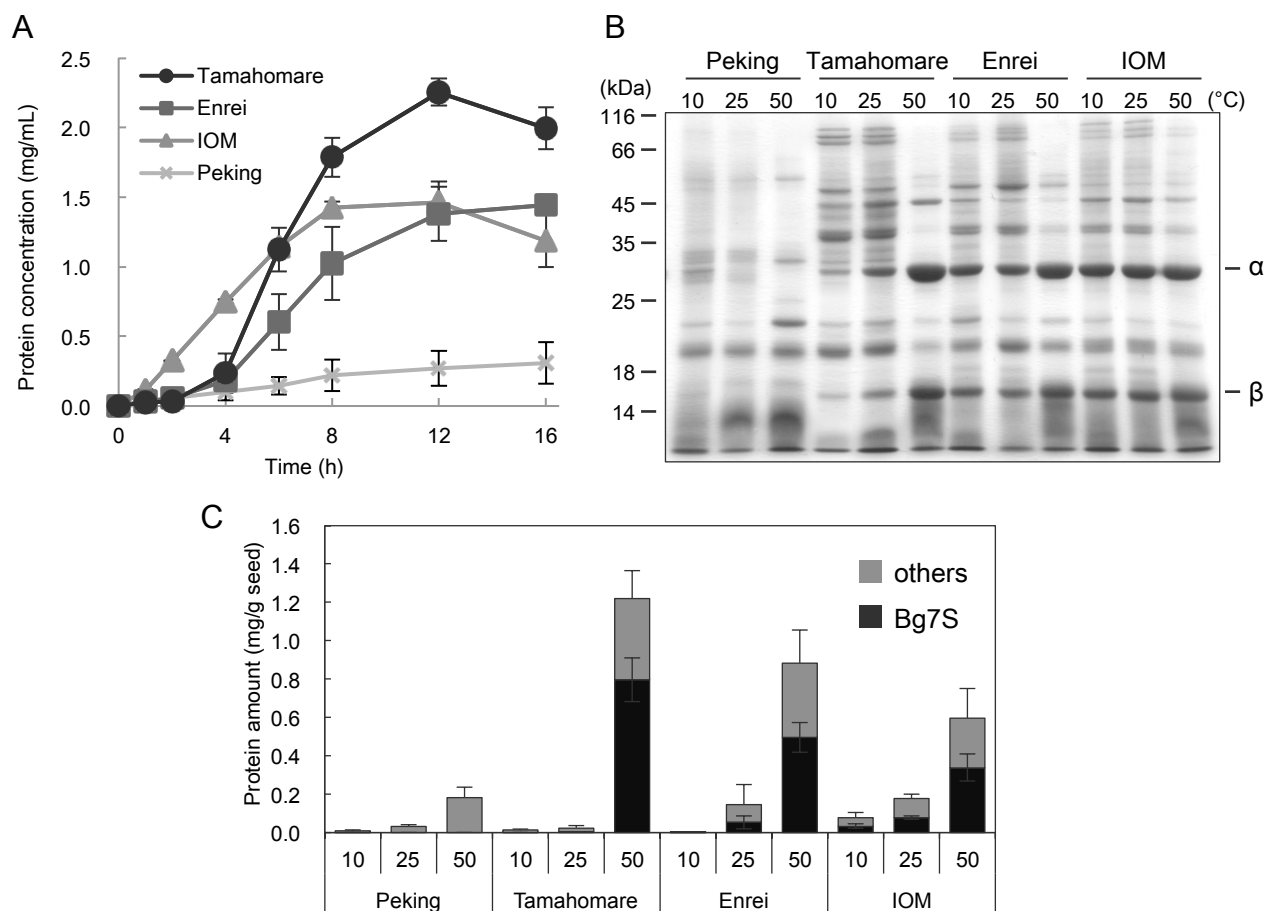 A
Protein concentration (mg/mL)
2.5
2.0
1.5
1.0
0.5
0.0
Tamahomare
Enrei
IOM
Peking
0 4 8 12 16
Time (h)
B
Peking Tamahomare Enrei IOM
(kDa) 10 25 50 10 25 50 10 25 50 10 25 50 (°C)
116
66
45
35
25
18
14
α
β
C
Protein amount (mg/g seed)
1.6
1.4
1.2
1.0
0.8
0.6
0.4
0.2
0.0
others
Bg7S
10 25 50 10 25 50 10 25 50 10 25 50
Peking Tamahomare Enrei IOM